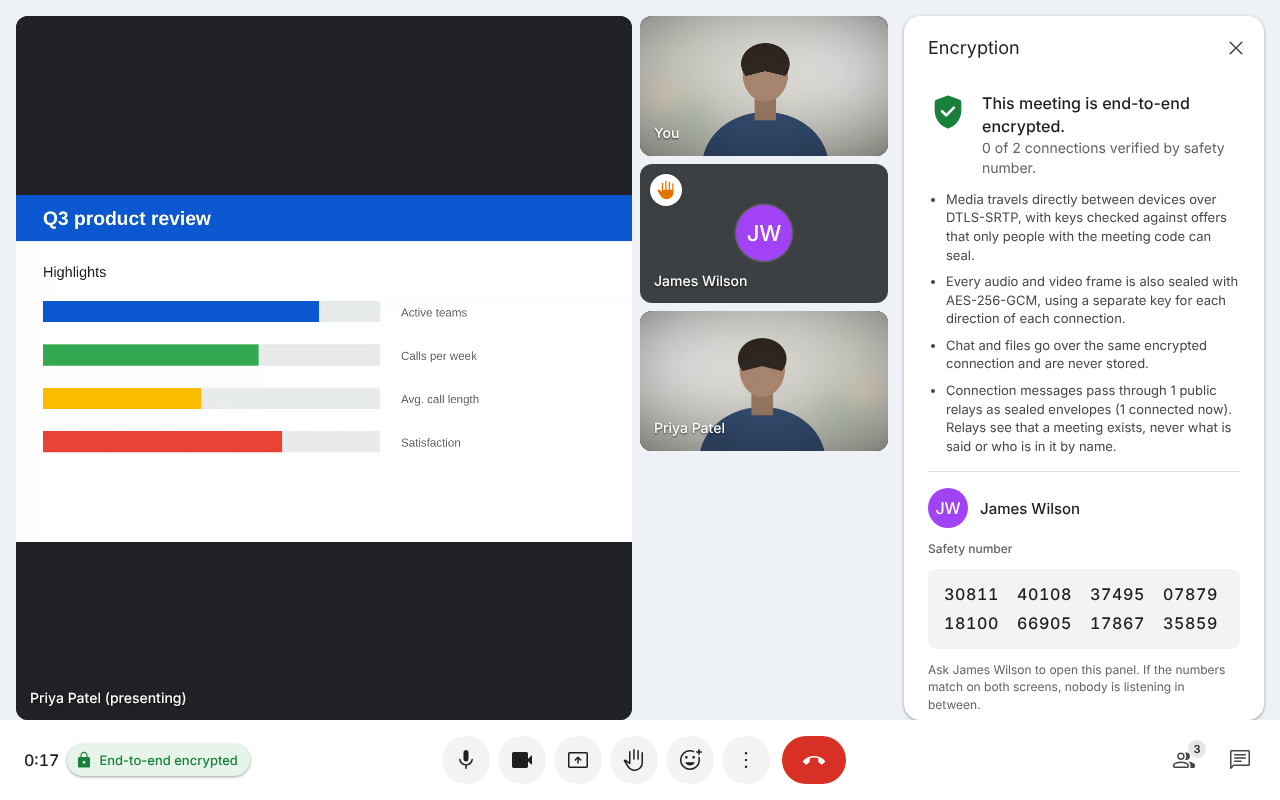 Q3 product review
Highlights
Active teams
Calls per week
Avg. call length
Satisfaction
Priya Patel (presenting)
You
JW
James Wilson
Priya Patel
Encryption
This meeting is end-to-end
encrypted.
0 of 2 connections verified by safety
number.
• Media travels directly between devices over
DTLS-SRTP, with keys checked against offers
that only people with the meeting code can
seal.
• Every audio and video frame is also sealed with
AES-256-GCM, using a separate key for each
direction of each connection.
• Chat and files go over the same encrypted
connection and are never stored.
• Connection messages pass through 1 public
relays as sealed envelopes (1 connected now).
Relays see that a meeting exists, never what is
said or who is in it by name.
JW James Wilson
Safety number
30811 40108 37495 07879
18100 66905 17867 35859
Ask James Wilson to open this panel. If the numbers
match on both screens, nobody is listening in
between.
0:17 End-to-end encrypted
3